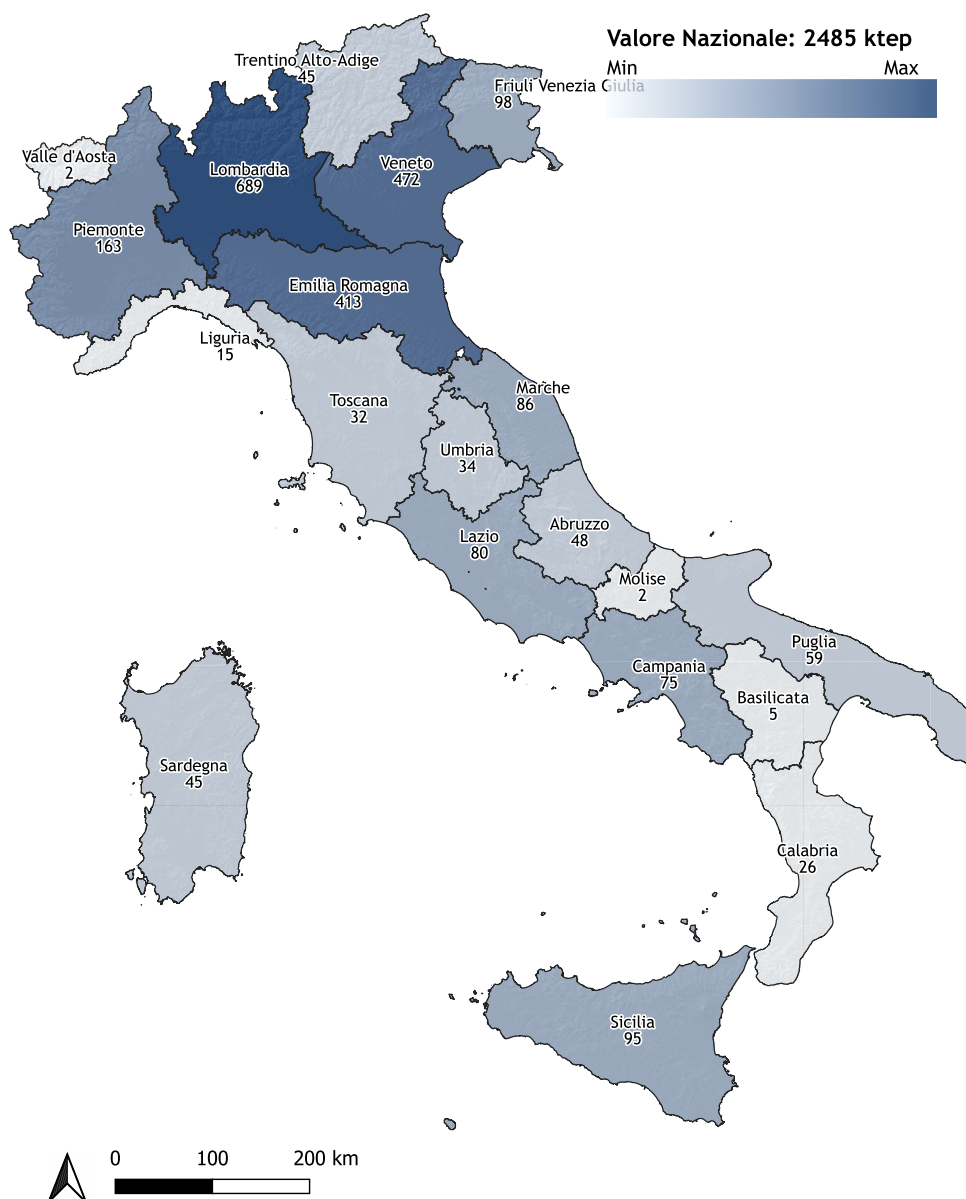 Valore Nazionale: 2485 ktep
Min Max
Trentino Alto-Adige
45
Friuli Venezia Giulia
98
Valle d'Aosta
2
Lombardia
689
Veneto
472
Piemonte
163
Emilia Romagna
413
Liguria
15
Toscana
32
Marche
86
Umbria
34
Abruzzo
48
Lazio
80
Molise
2
Puglia
59
Campania
75
Basilicata
5
Sardegna
45
Calabria
26
Sicilia
95
0 100 200 km